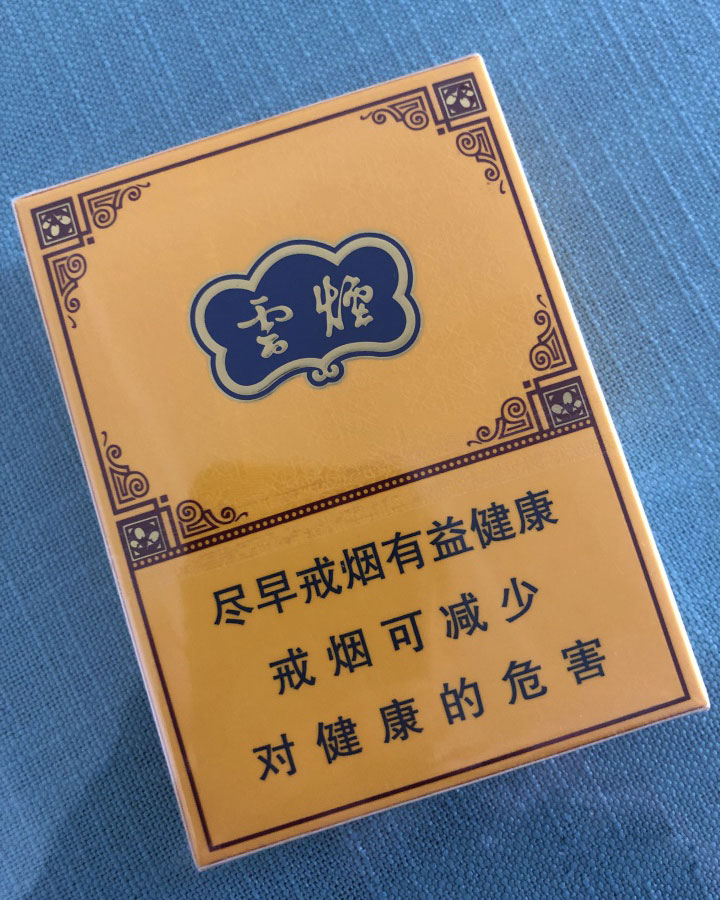 雲煙
尽早戒烟有益健康
戒烟可减少
对健康的危害